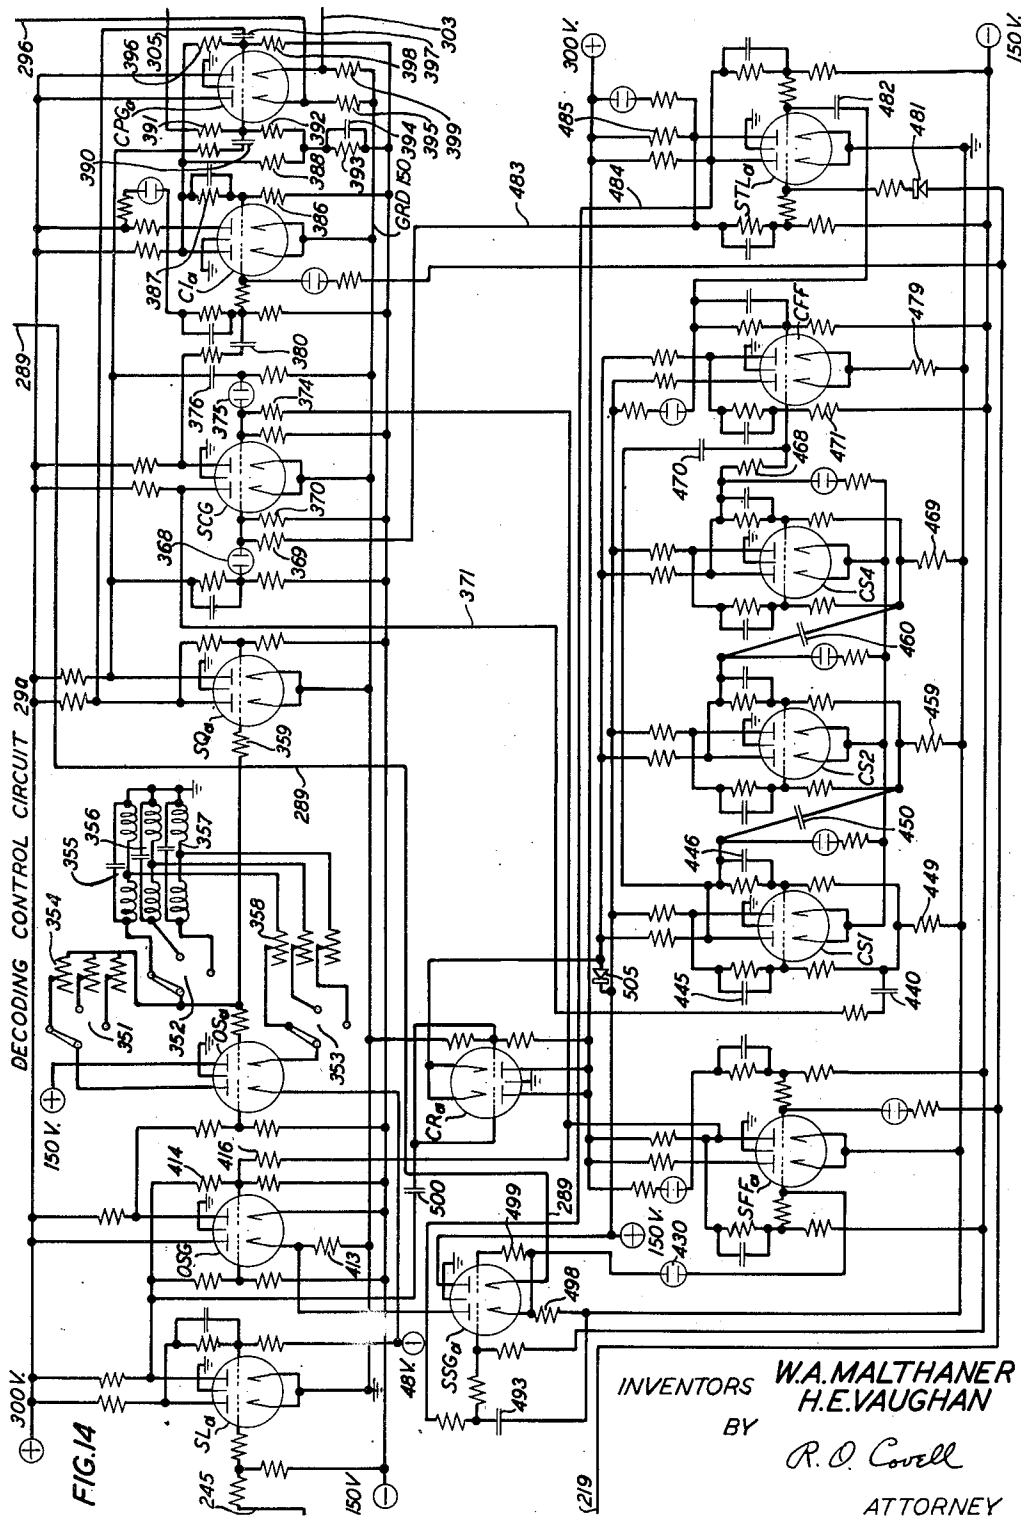 DECODING CONTROL CIRCUIT 29a
FIG.14
300V.
245
SLa
150V
48V.
OSG
414
416
413
150V.
OSa
351
352
353
354
355
356
357
358
289
289
SQa
359
368
369
370
SCG
371
374
375
376
380
CIa
386
387
388
390
391
392
393
394
395
396
397
398
399
CPGa
GRD 150
296
305
303
SSGa
493
498
499
500
289
CRa
150V.
430
SFFa
505
440
445
446
449
CS1
450
CS2
459
460
CS4
468
469
470
471
CFF
479
300V.
485
484
483
482
481
STLa
150V.
219
INVENTORS W.A.MALTHANER
H.E.VAUGHAN
BY
R.O. Covell
ATTORNEY